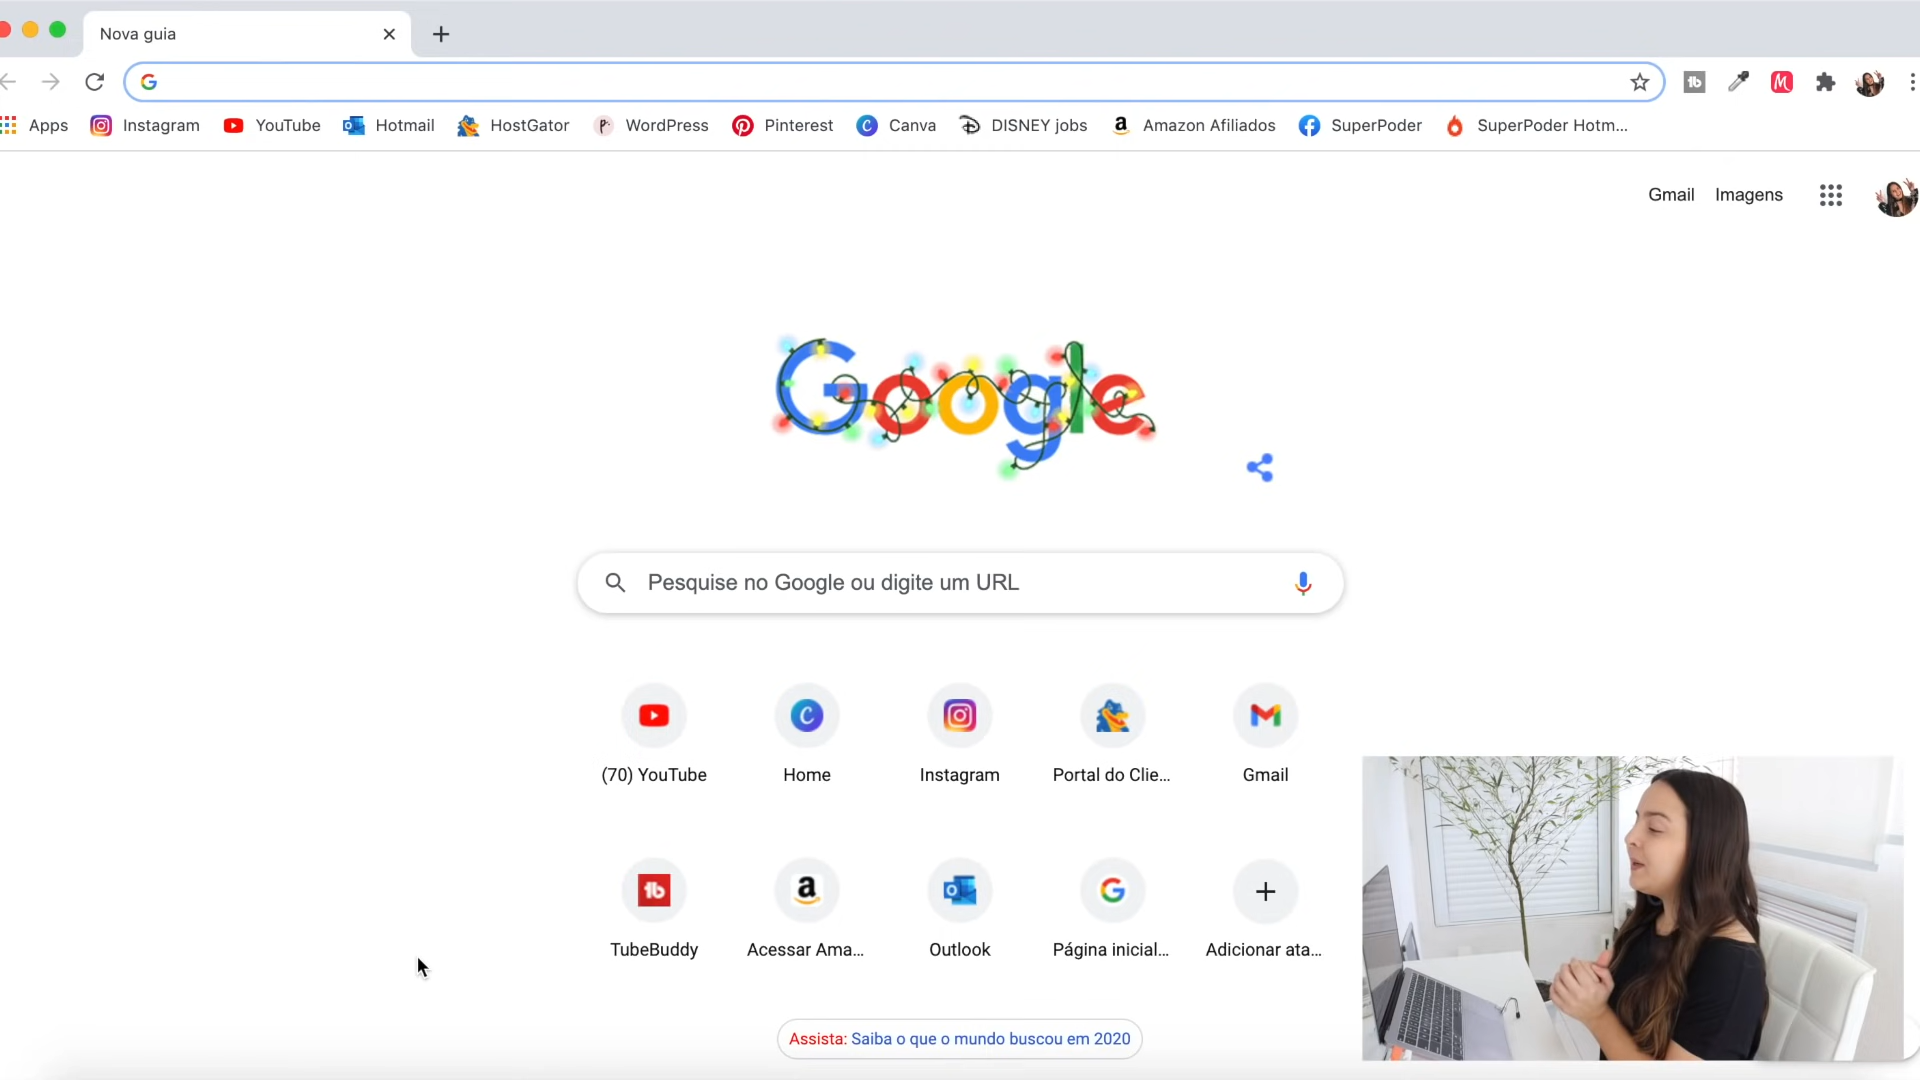 Nova guia
Apps Instagram YouTube Hotmail HostGator WordPress Pinterest Canva DISNEY jobs Amazon Afiliados SuperPoder SuperPoder Hotm...
Gmail Imagens
Google
Pesquise no Google ou digite um URL
(70) YouTube Home Instagram Portal do Clie... Gmail
TubeBuddy Acessar Ama... Outlook Página inicial... Adicionar ata...
Assista: Saiba o que o mundo buscou em 2020